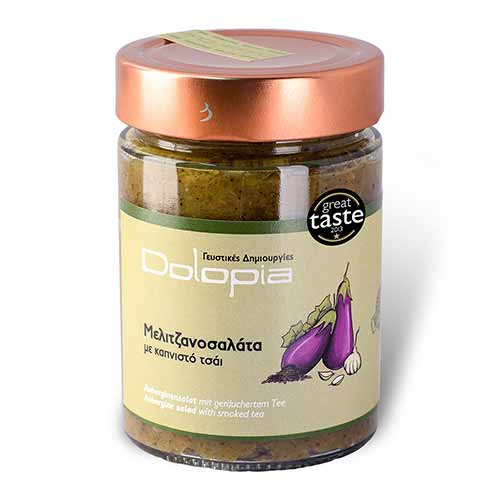 great
taste
2013
Γευστικές Δημιουργίες
Dolopia
Μελιτζανοσαλάτα
με καπνιστό τσάι
Auberginensalat mit geräuchertem Tee
Aubergine salad with smoked tea